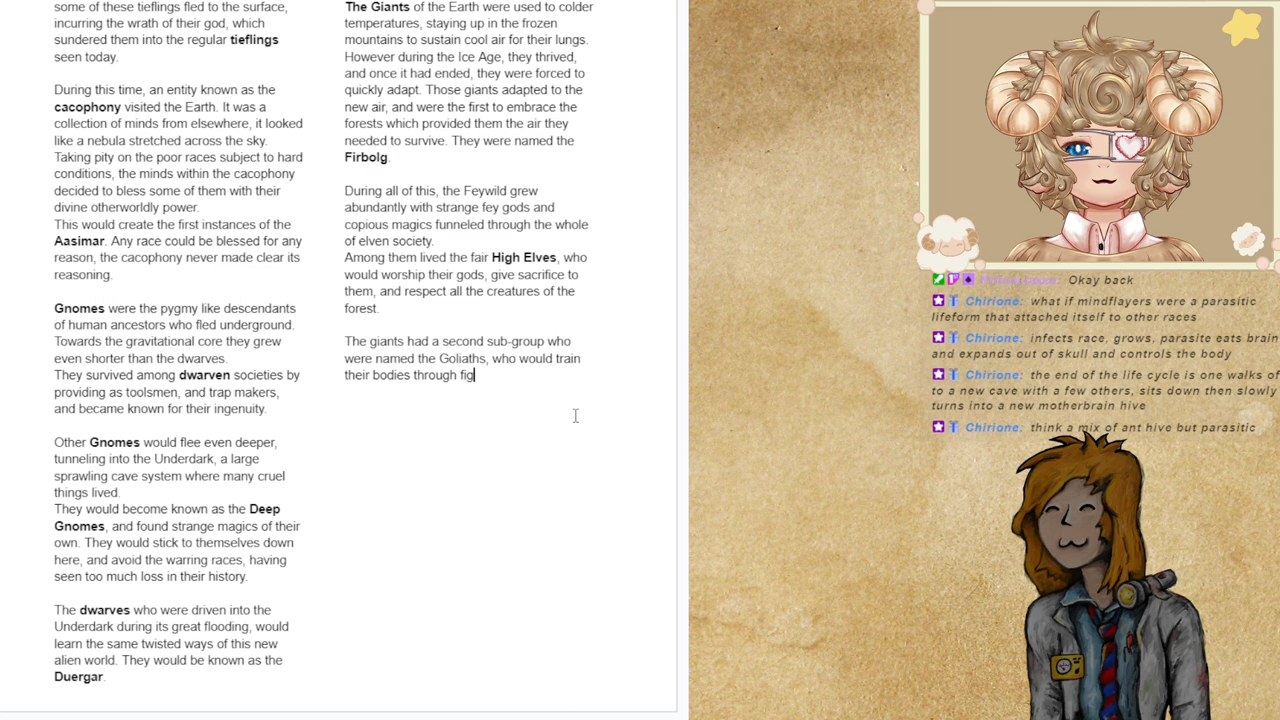 some of these tieflings fled to the surface,
incurring the wrath of their god, which
sundered them into the regular tieflings
seen today.
During this time, an entity known as the
cacophony visited the Earth. It was a
collection of minds from elsewhere, it looked
like a nebula stretched across the sky.
Taking pity on the poor races subject to hard
conditions, the minds within the cacophony
decided to bless some of them with their
divine otherworldly power.
This would create the first instances of the
Aasimar. Any race could be blessed for any
reason, the cacophony never made clear its
reasoning.
Gnomes were the pygmy like descendants
of human ancestors who fled underground.
Towards the gravitational core they grew
even shorter than the dwarves.
They survived among dwarven societies by
providing as toolsmen, and trap makers,
and became known for their ingenuity.
Other Gnomes would flee even deeper,
tunneling into the Underdark, a large
sprawling cave system where many cruel
things lived.
They would become known as the Deep
Gnomes, and found strange magics of their
own. They would stick to themselves down
here, and avoid the warring races, having
seen too much loss in their history.
The dwarves who were driven into the
Underdark during its great flooding, would
learn the same twisted ways of this new
alien world. They would be known as the
Duergar.
The Giants of the Earth were used to colder
temperatures, staying up in the frozen
mountains to sustain cool air for their lungs.
However during the Ice Age, they thrived,
and once it had ended, they were forced to
quickly adapt. Those giants adapted to the
new air, and were the first to embrace the
forests which provided them the air they
needed to survive. They were named the
Firbolg.
During all of this, the Feywild grew
abundantly with strange fey gods and
copious magics funneled through the whole
of elven society.
Among them lived the fair High Elves, who
would worship their gods, give sacrifice to
them, and respect all the creatures of the
forest.
The giants had a second sub-group who
were named the Goliaths, who would train
their bodies through fig
Okay back
Chirione: what if mindflayers were a parasitic
lifeform that attached itself to other races
Chirione: infects race, grows, parasite eats brain
and expands out of skull and controls the body
Chirione: the end of the life cycle is one walks of
to a new cave with a few others, sits down then slowly
turns into a new motherbrain hive
Chirione: think a mix of ant hive but parasitic